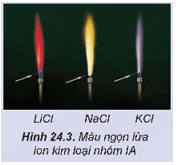 LiCl NaCl KCl
Hình 24.3. Màu ngọn lửa
ion kim loại nhóm IA